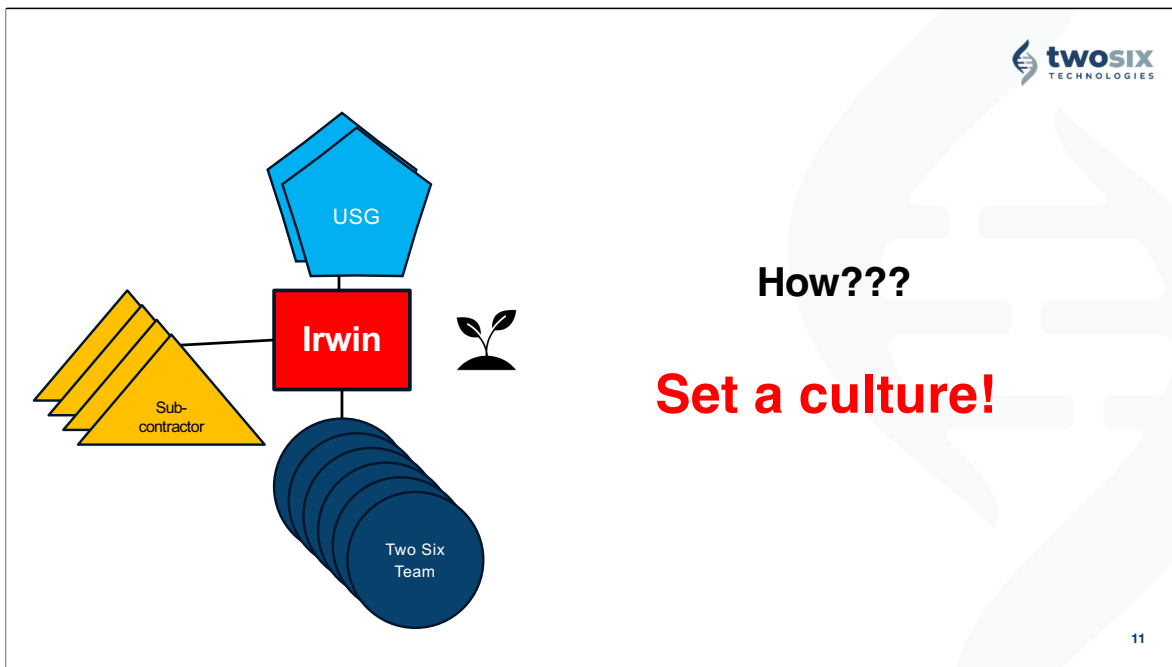 twosix
TECHNOLOGIES
USG
Irwin
Sub-
contractor
Two Six
Team
How???
Set a culture!
11